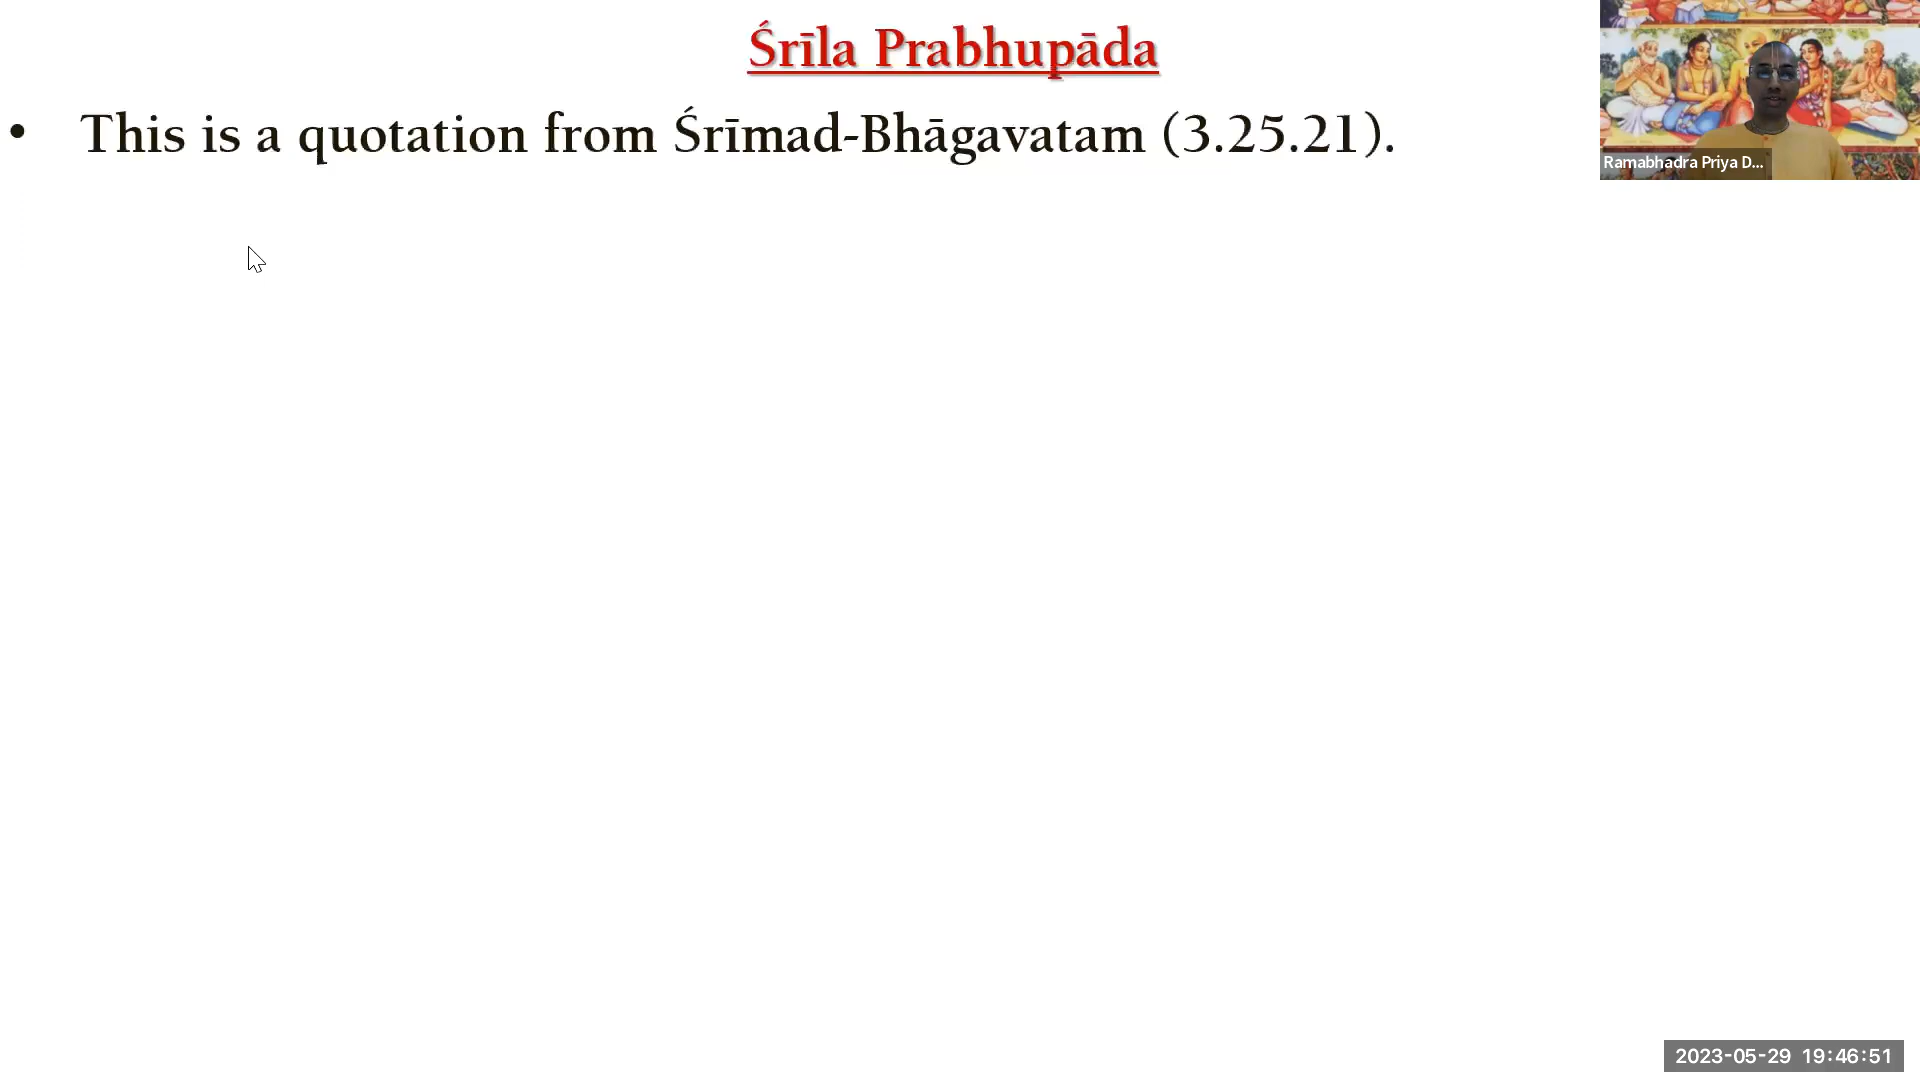 Śrīla Prabhupāda
• This is a quotation from Śrīmad-Bhāgavatam (3.25.21).
Ramabhadra Priya D...
2023-05-29 19:46:51